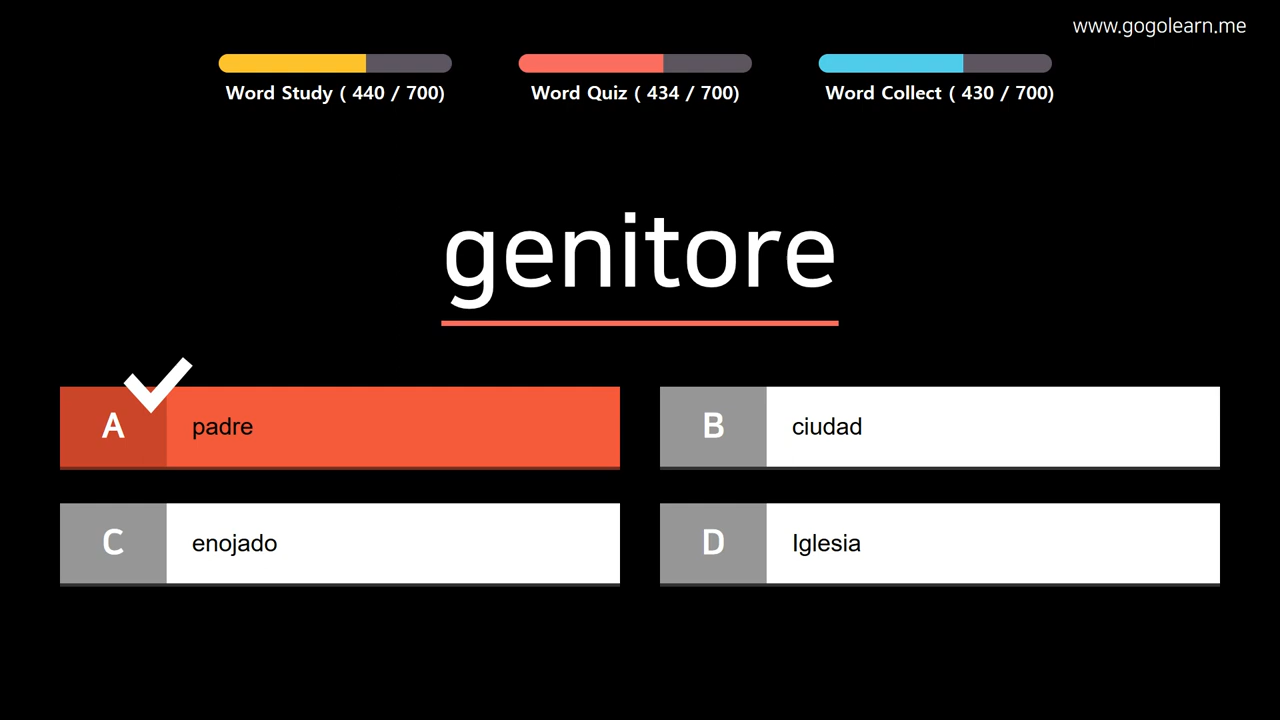 www.gogolearn.me
Word Study ( 440 / 700)
Word Quiz ( 434 / 700)
Word Collect ( 430 / 700)
genitore
A padre
B ciudad
C enojado
D Iglesia